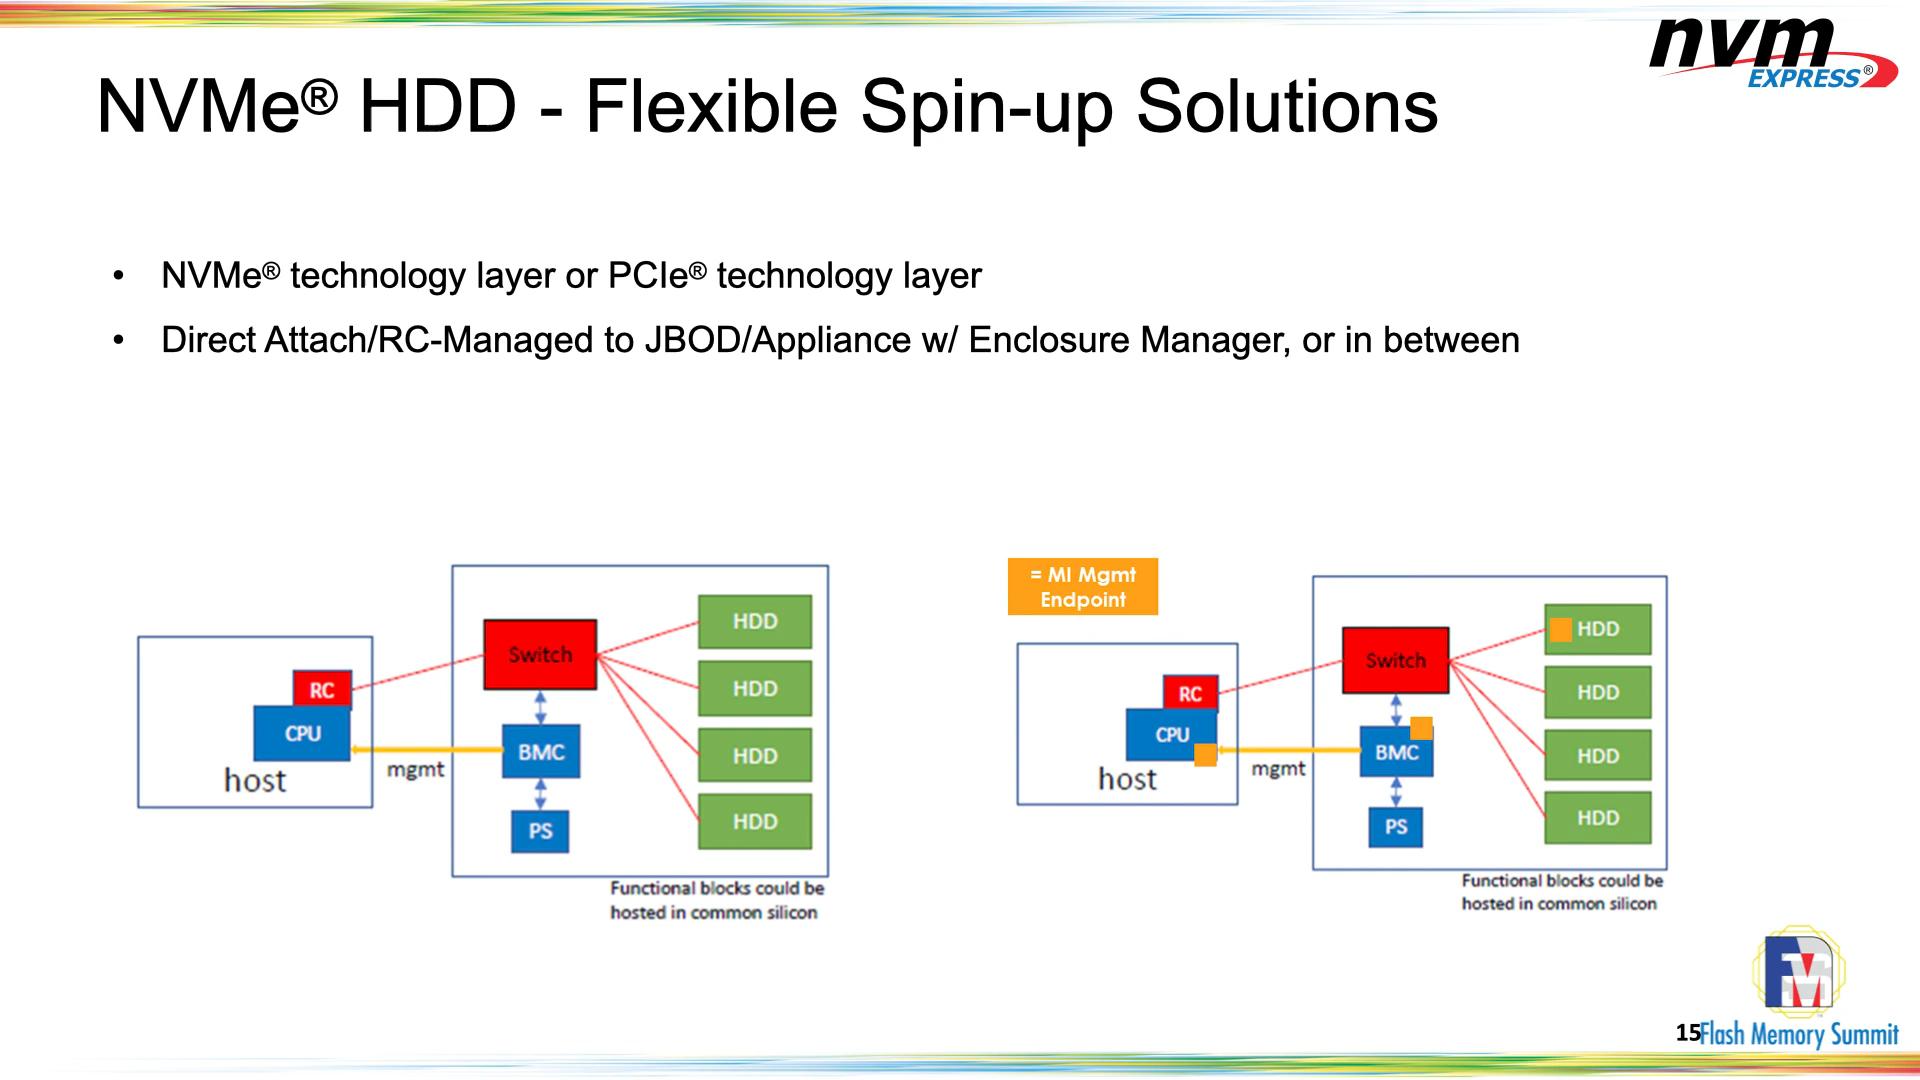 nvm
EXPRESS®
NVMe® HDD - Flexible Spin-up Solutions
• NVMe® technology layer or PCIe® technology layer
• Direct Attach/RC-Managed to JBOD/Appliance w/ Enclosure Manager, or in between
HDD
Switch
HDD
RC
CPU
BMC
HDD
mgmt
host
HDD
PS
Functional blocks could be
hosted in common silicon
= MI Mgmt
Endpoint
HDD
Switch
HDD
RC
CPU
BMC
HDD
mgmt
host
HDD
PS
Functional blocks could be
hosted in common silicon
FMS
15
Flash Memory Summit